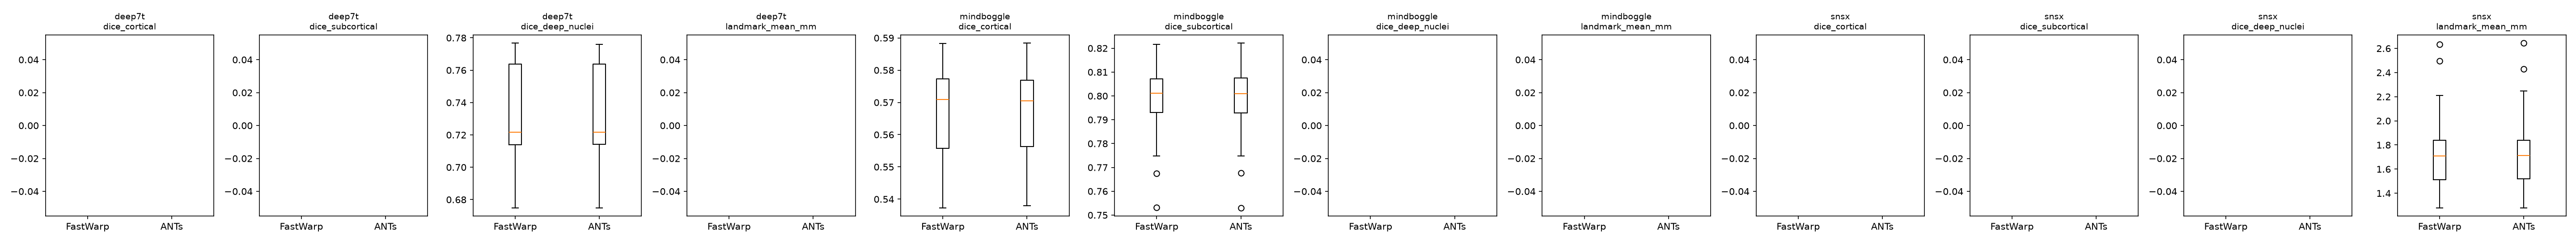 deep7t
dice_cortical
0.04
0.02
0.00
−0.02
−0.04
FastWarp ANTs
deep7t
dice_subcortical
0.04
0.02
0.00
−0.02
−0.04
FastWarp ANTs
deep7t
dice_deep_nuclei
0.78
0.76
0.74
0.72
0.70
0.68
FastWarp ANTs
deep7t
landmark_mean_mm
0.04
0.02
0.00
−0.02
−0.04
FastWarp ANTs
mindboggle
dice_cortical
0.59
0.58
0.57
0.56
0.55
0.54
FastWarp ANTs
mindboggle
dice_subcortical
0.82
0.81
0.80
0.79
0.78
0.77
0.76
0.75
FastWarp ANTs
mindboggle
dice_deep_nuclei
0.04
0.02
0.00
−0.02
−0.04
FastWarp ANTs
mindboggle
landmark_mean_mm
0.04
0.02
0.00
−0.02
−0.04
FastWarp ANTs
snsx
dice_cortical
0.04
0.02
0.00
−0.02
−0.04
FastWarp ANTs
snsx
dice_subcortical
0.04
0.02
0.00
−0.02
−0.04
FastWarp ANTs
snsx
dice_deep_nuclei
0.04
0.02
0.00
−0.02
−0.04
FastWarp ANTs
snsx
landmark_mean_mm
2.6
2.4
2.2
2.0
1.8
1.6
1.4
FastWarp ANTs